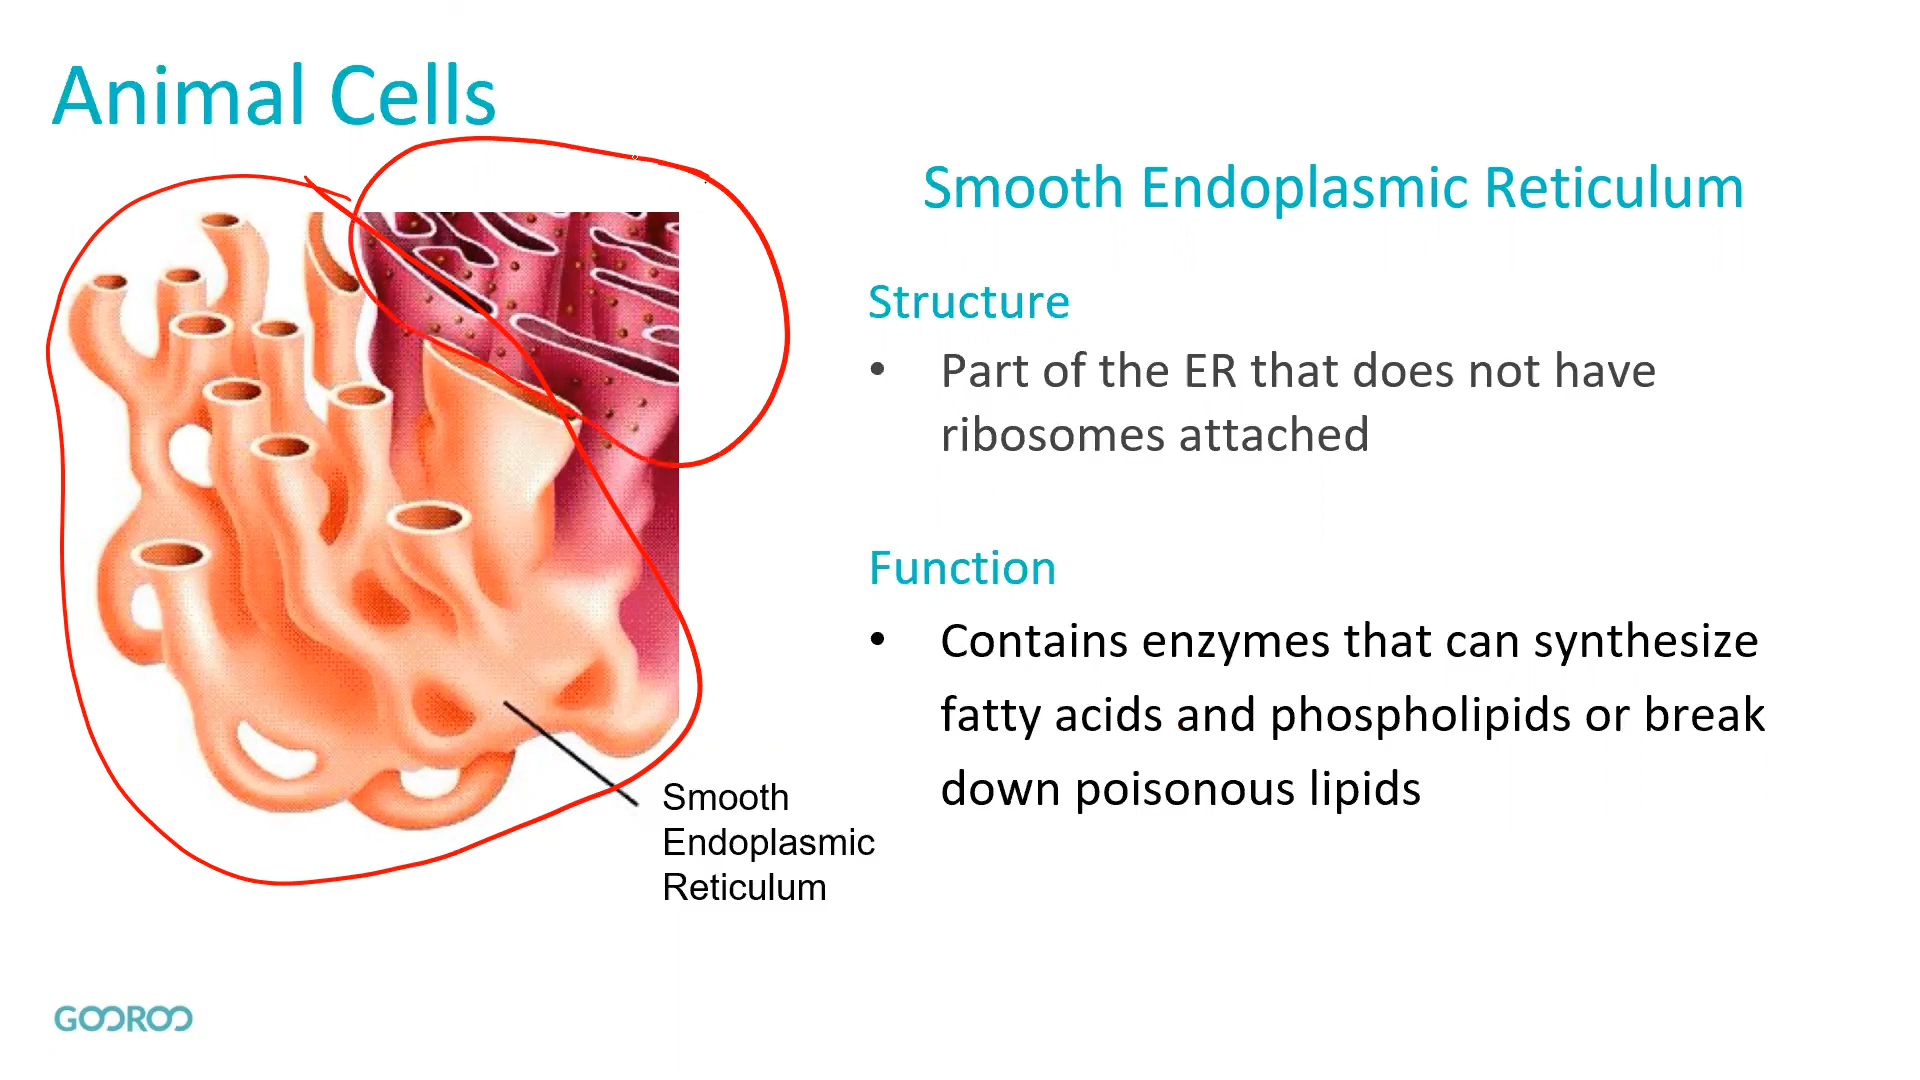 Animal Cells
Smooth Endoplasmic Reticulum
Structure
• Part of the ER that does not have
ribosomes attached
Function
• Contains enzymes that can synthesize
fatty acids and phospholipids or break
down poisonous lipids
Smooth
Endoplasmic
Reticulum
GOOROO